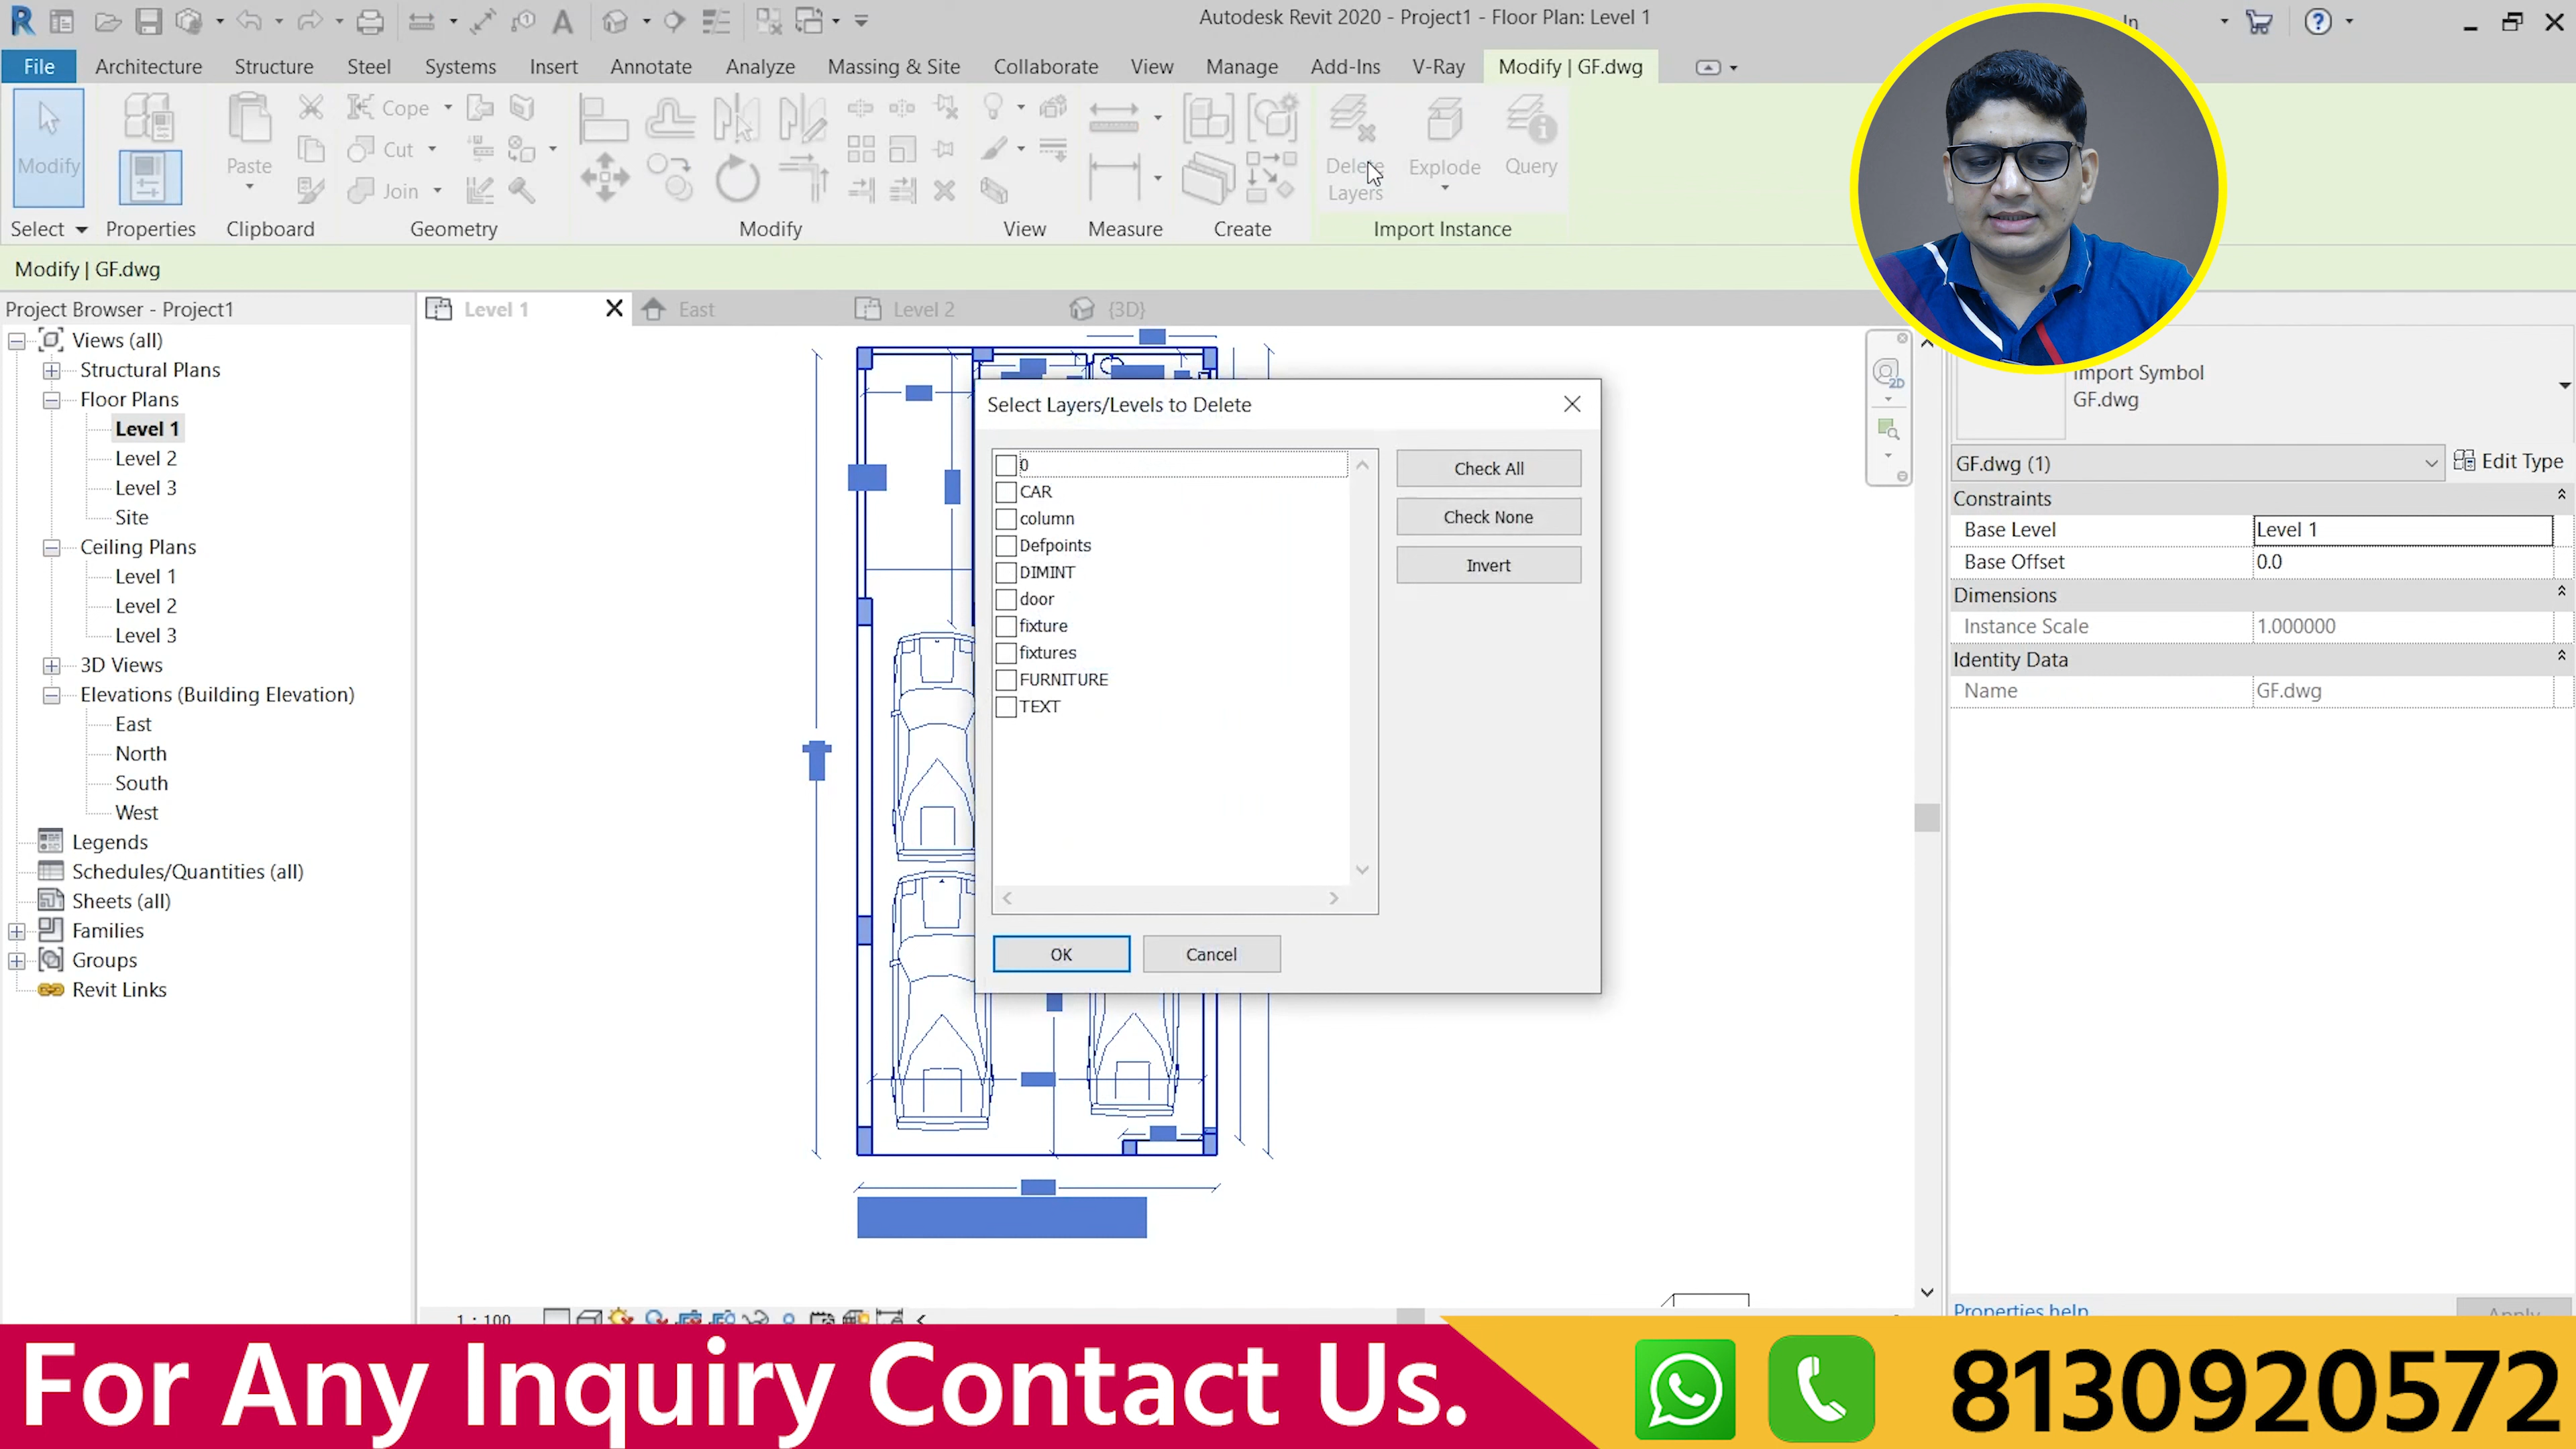 Autodesk Revit 2020 - Project1 - Floor Plan: Level 1
In
File Architecture Structure Steel Systems Insert Annotate Analyze Massing & Site Collaborate View Manage Add-Ins V-Ray Modify | GF.dwg
Modify
Paste
Cope
Cut
Join
Delete Layers
Explode
Query
Select Properties Clipboard Geometry Modify View Measure Create Import Instance
Modify | GF.dwg
Project Browser - Project1
Views (all)
Structural Plans
Floor Plans
Level 1
Level 2
Level 3
Site
Ceiling Plans
Level 1
Level 2
Level 3
3D Views
Elevations (Building Elevation)
East
North
South
West
Legends
Schedules/Quantities (all)
Sheets (all)
Families
Groups
Revit Links
Level 1 East Level 2 {3D}
Select Layers/Levels to Delete
0
CAR
column
Defpoints
DIMINT
door
fixture
fixtures
FURNITURE
TEXT
Check All
Check None
Invert
OK Cancel
2D
Import Symbol
GF.dwg
GF.dwg (1) Edit Type
Constraints
Base Level Level 1
Base Offset 0.0
Dimensions
Instance Scale 1.000000
Identity Data
Name GF.dwg
Properties help Apply
1 : 100
For Any Inquiry Contact Us. 8130920572